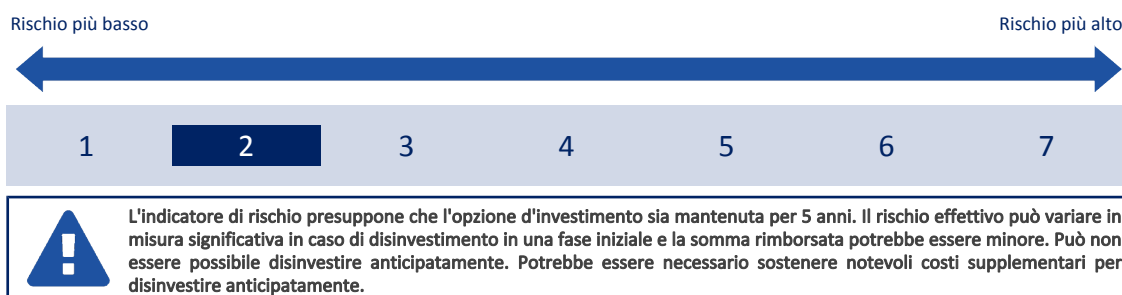 Rischio più basso Rischio più alto
1 2 3 4 5 6 7
L'indicatore di rischio presuppone che l'opzione d'investimento sia mantenuta per 5 anni. Il rischio effettivo può variare in
misura significativa in caso di disinvestimento in una fase iniziale e la somma rimborsata potrebbe essere minore. Può non
essere possibile disinvestire anticipatamente. Potrebbe essere necessario sostenere notevoli costi supplementari per
disinvestire anticipatamente.